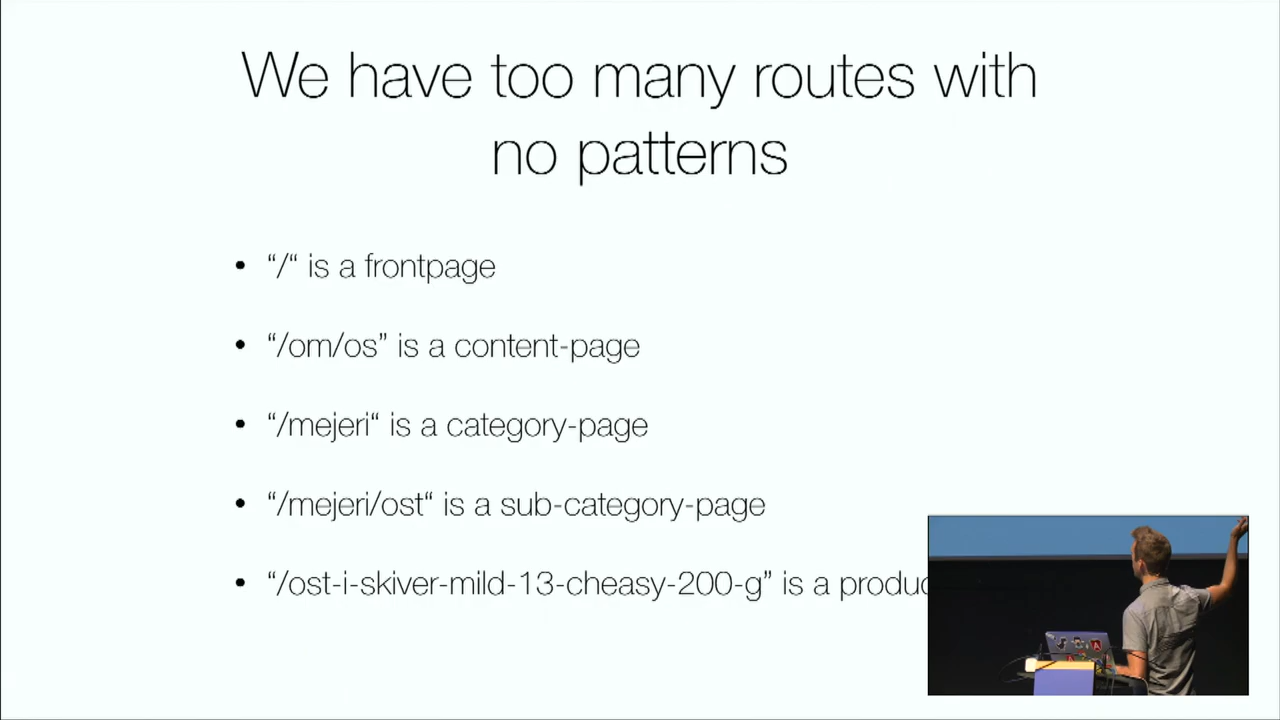 We have too many routes with
no patterns
• “/“ is a frontpage
• “/om/os” is a content-page
• “/mejeri“ is a category-page
• “/mejeri/ost“ is a sub-category-page
• “/ost-i-skiver-mild-13-cheasy-200-g” is a